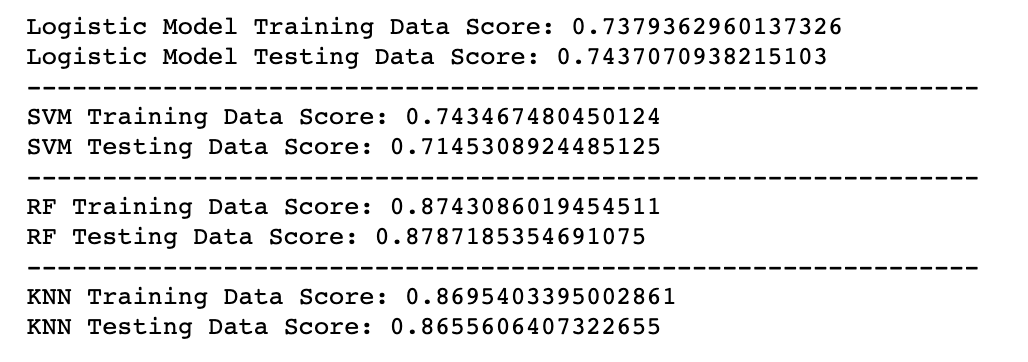 Logistic Model Training Data Score: 0.7379362960137326
Logistic Model Testing Data Score: 0.7437070938215103
---------------------------------------------------------------
SVM Training Data Score: 0.743467480450124
SVM Testing Data Score: 0.7145308924485125
---------------------------------------------------------------
RF Training Data Score: 0.8743086019454511
RF Testing Data Score: 0.8787185354691075
---------------------------------------------------------------
KNN Training Data Score: 0.8695403395002861
KNN Testing Data Score: 0.8655606407322655